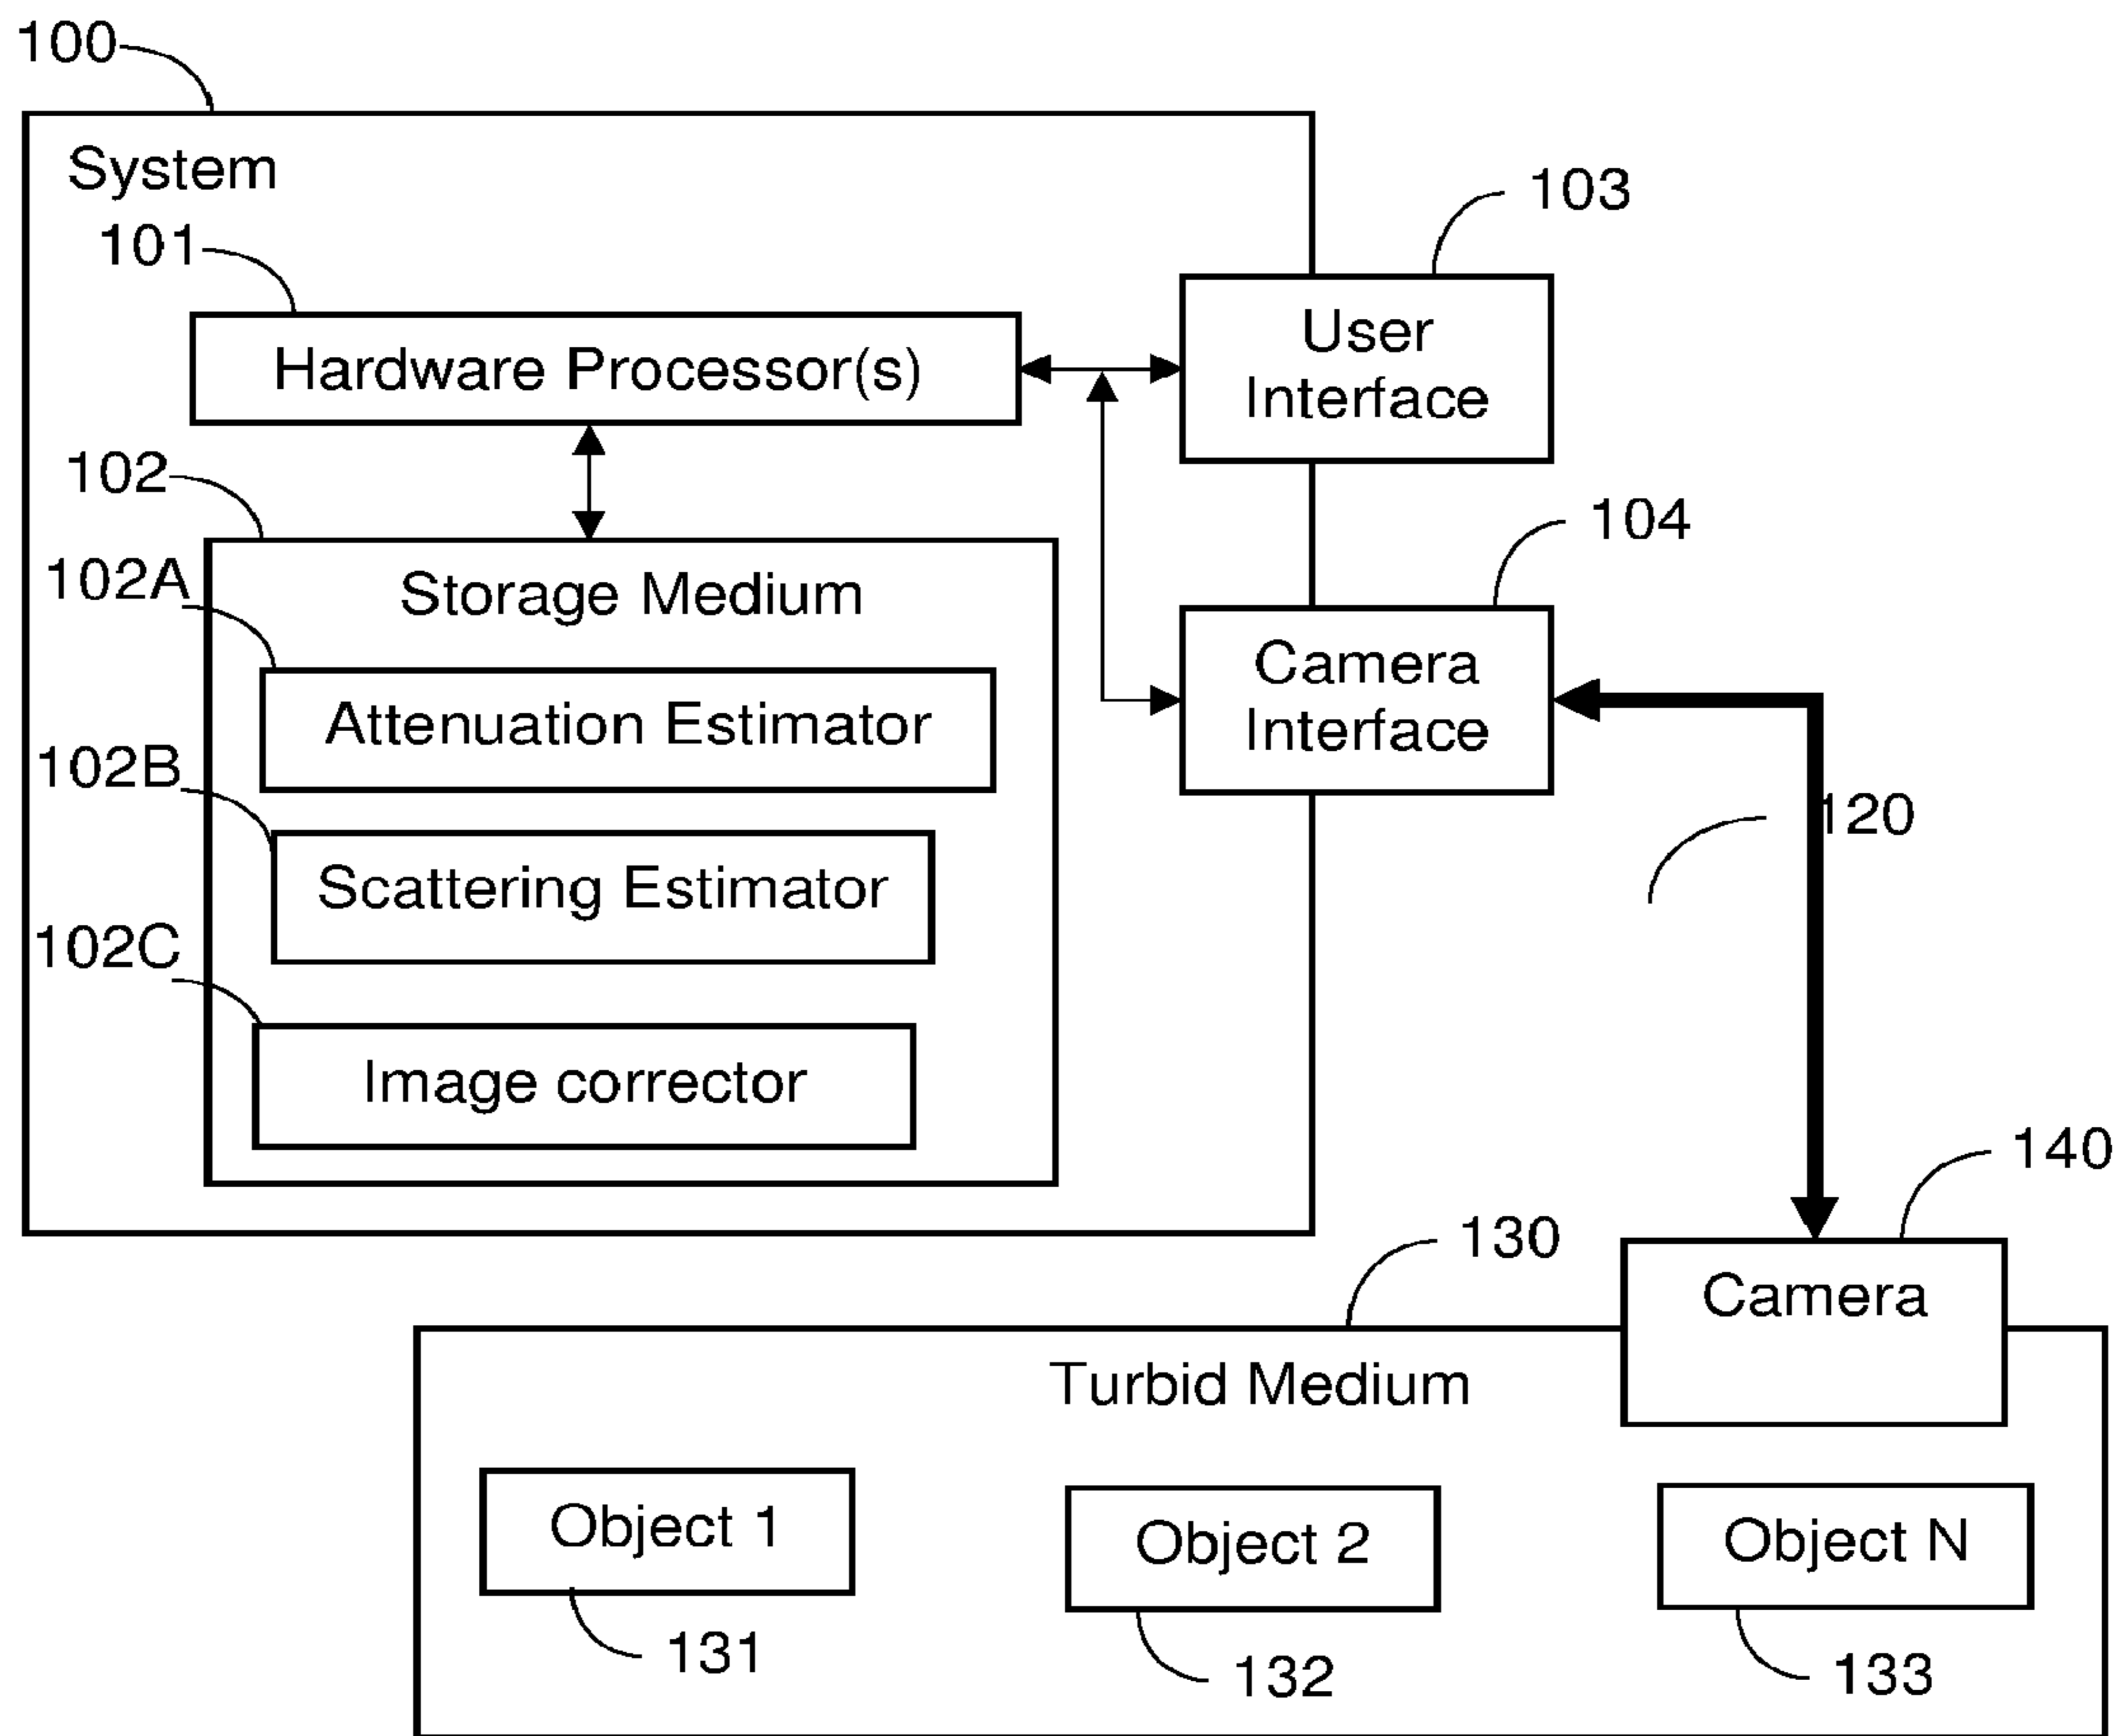 100
System
103
101
User
Interface
Hardware Processor(s)
102
104
102A
Storage Medium
Camera
Interface
Attenuation Estimator
102B
120
Scattering Estimator
102C
Image corrector
140
130
Camera
Turbid Medium
Object 1
Object 2
Object N
131
132
133